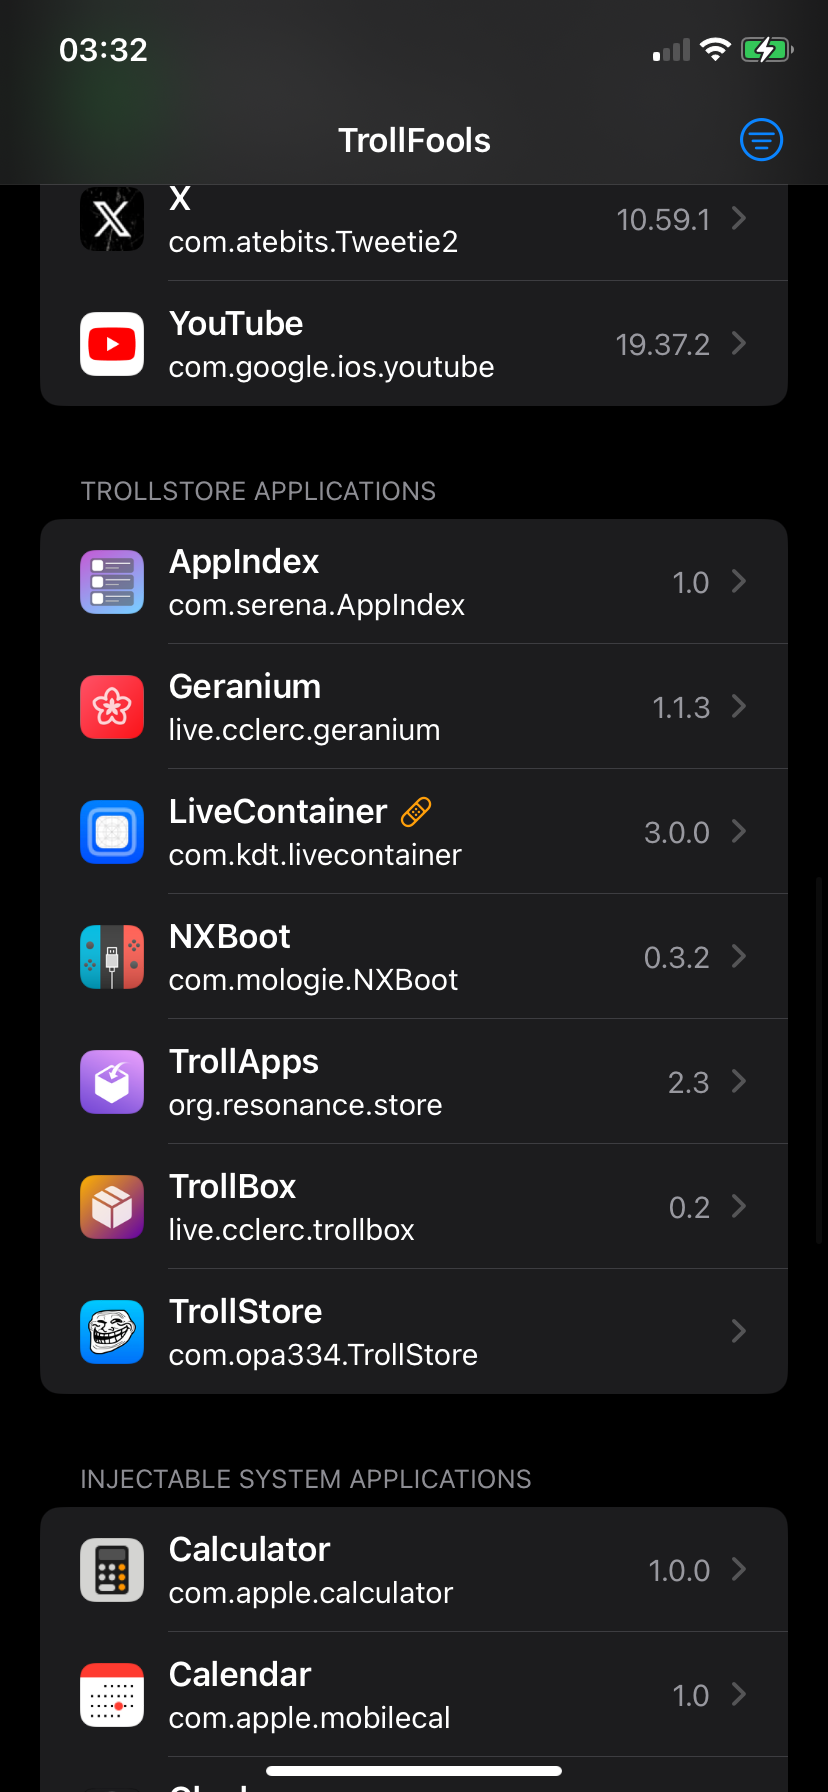 03:32
TrollFools
X
com.atebits.Tweetie2
10.59.1
YouTube
com.google.ios.youtube
19.37.2
TROLLSTORE APPLICATIONS
AppIndex
com.serena.AppIndex
1.0
Geranium
live.cclerc.geranium
1.1.3
LiveContainer
com.kdt.livecontainer
3.0.0
NXBoot
com.mologie.NXBoot
0.3.2
TrollApps
org.resonance.store
2.3
TrollBox
live.cclerc.trollbox
0.2
TrollStore
com.opa334.TrollStore
INJECTABLE SYSTEM APPLICATIONS
Calculator
com.apple.calculator
1.0.0
Calendar
com.apple.mobilecal
1.0